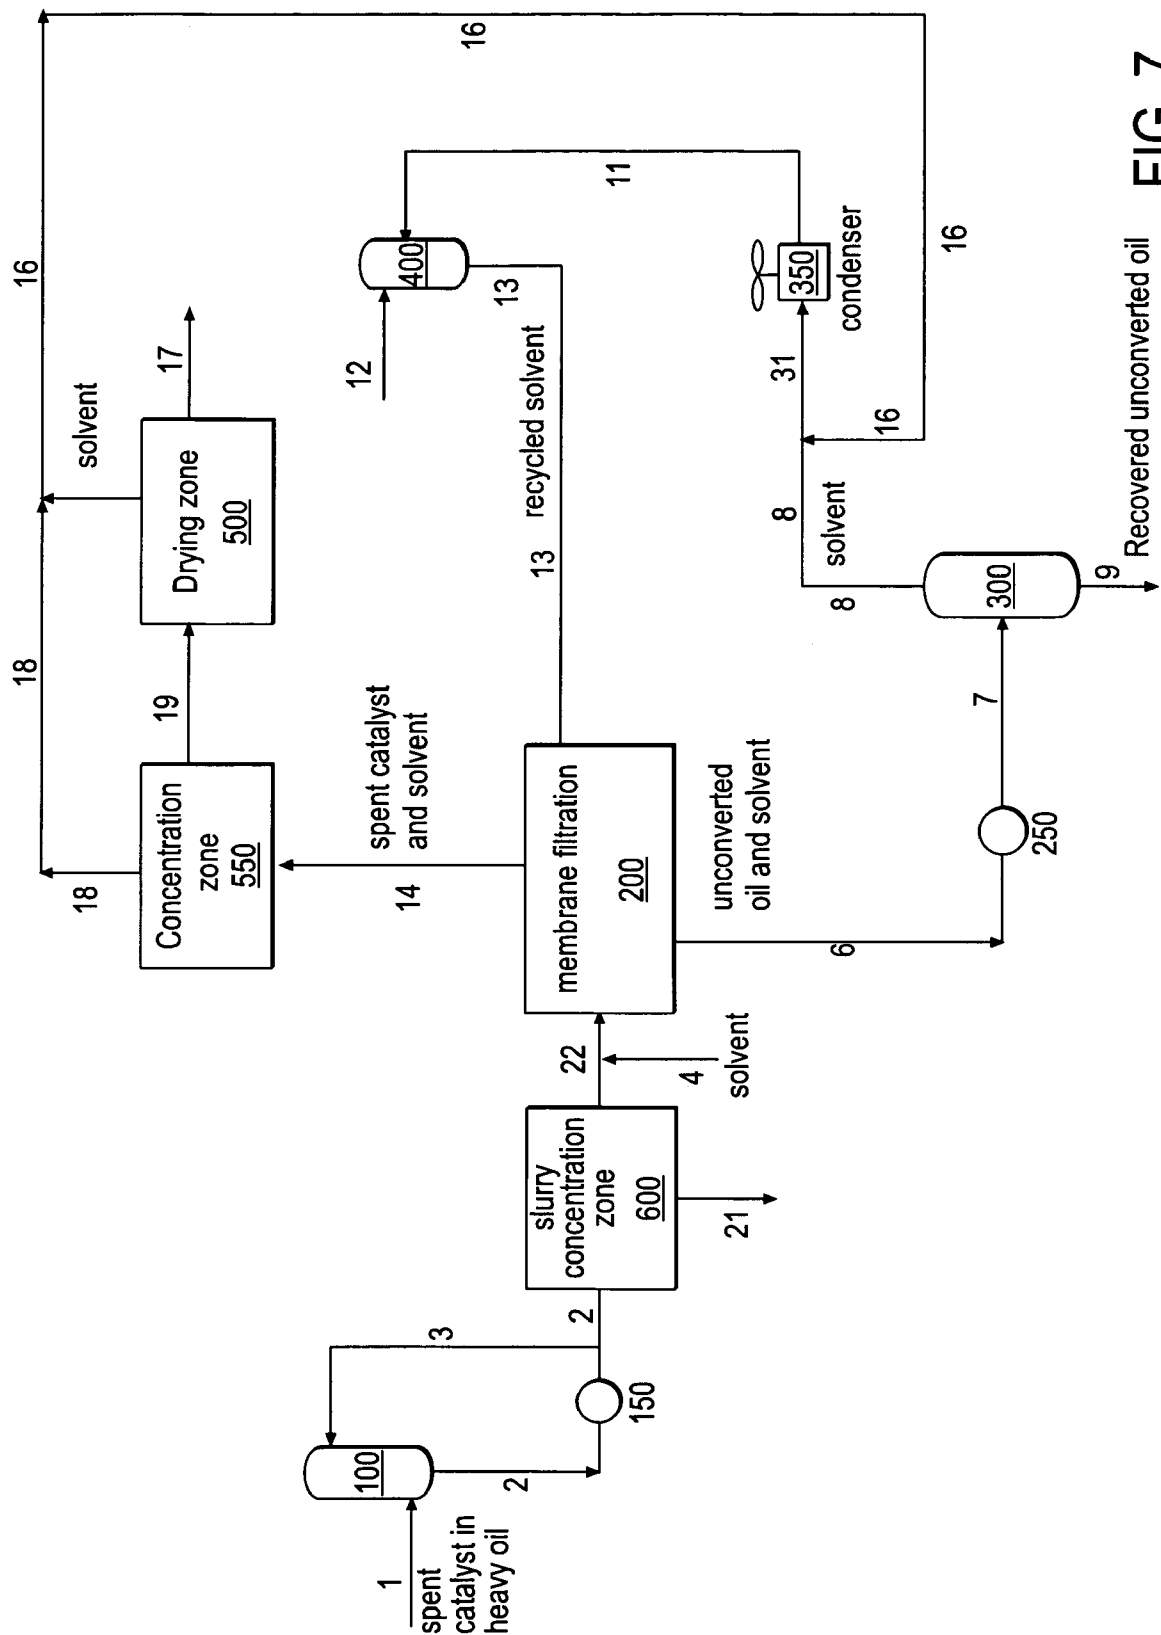 18
18
16
16
Concentration
zone
550
19
Drying zone
500
solvent
17
spent catalyst
and solvent
14
12
400
13
recycled solvent
13
11
1
spent
catalyst in
heavy oil
100
2
3
150
2
slurry
concentration
zone
600
21
22
4
solvent
membrane filtration
200
unconverted
oil and solvent
6
250
7
300
8
8
solvent
9
Recovered unconverted oil
31
350
condenser
16
16
FIG. 7